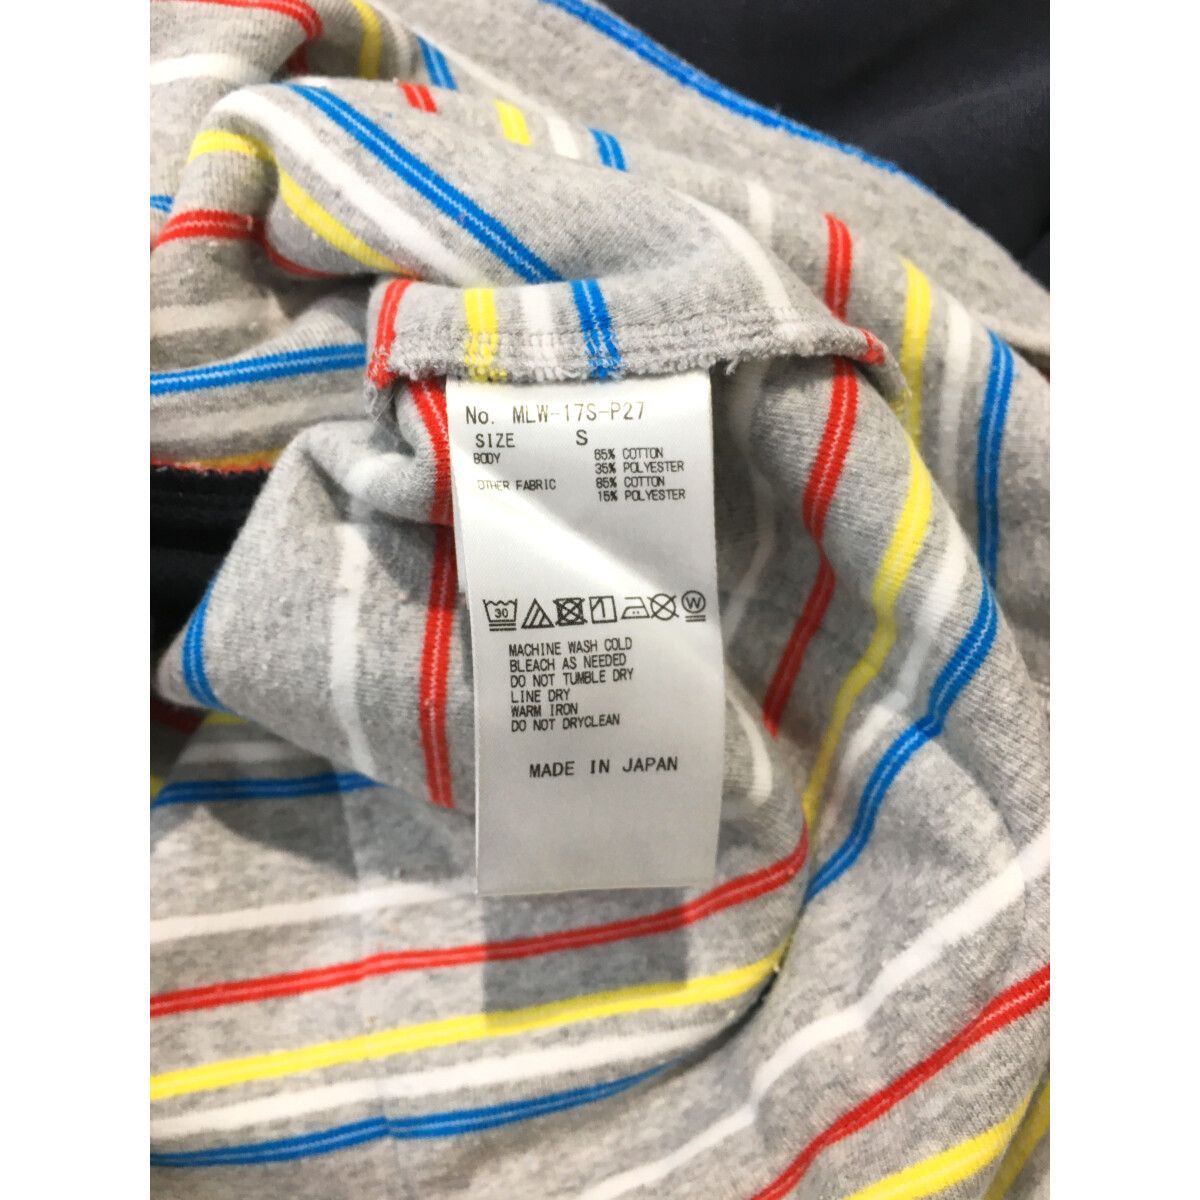 No. MLW-17S-P27
SIZE S
BODY 65% COTTON
35% POLYESTER
OTHER FABRIC 85% COTTON
15% POLYESTER
30 W
MACHINE WASH COLD
BLEACH AS NEEDED
DO NOT TUMBLE DRY
LINE DRY
WARM IRON
DO NOT DRYCLEAN
MADE IN JAPAN